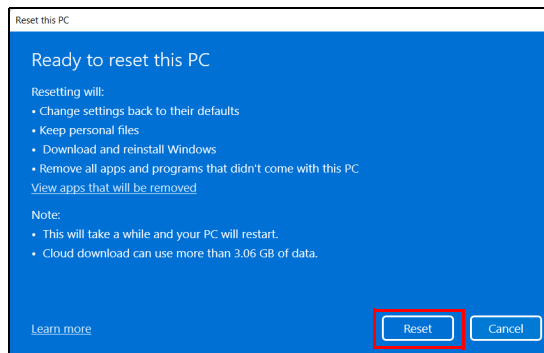 Reset this PC
Ready to reset this PC
Resetting will:
• Change settings back to their defaults
• Keep personal files
• Download and reinstall Windows
• Remove all apps and programs that didn't come with this PC
View apps that will be removed
Note:
• This will take a while and your PC will restart.
• Cloud download can use more than 3.06 GB of data.
Learn more
Reset
Cancel